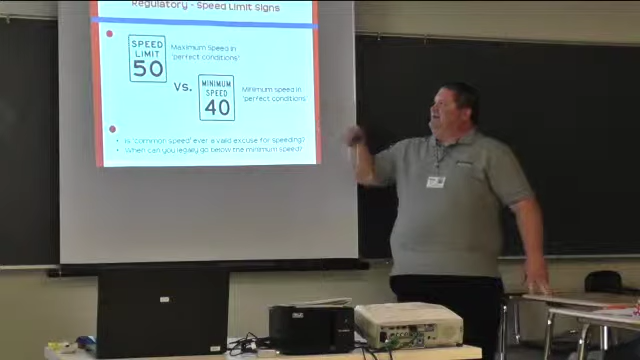 Regulatory - Speed Limit Signs
SPEED
LIMIT
50
Maximum Speed in
'perfect conditions'
Vs.
MINIMUM
SPEED
40
Minimum speed in
'perfect conditions'
• Is 'common speed' ever a valid excuse for speeding?
• When can you legally go below the minimum speed?